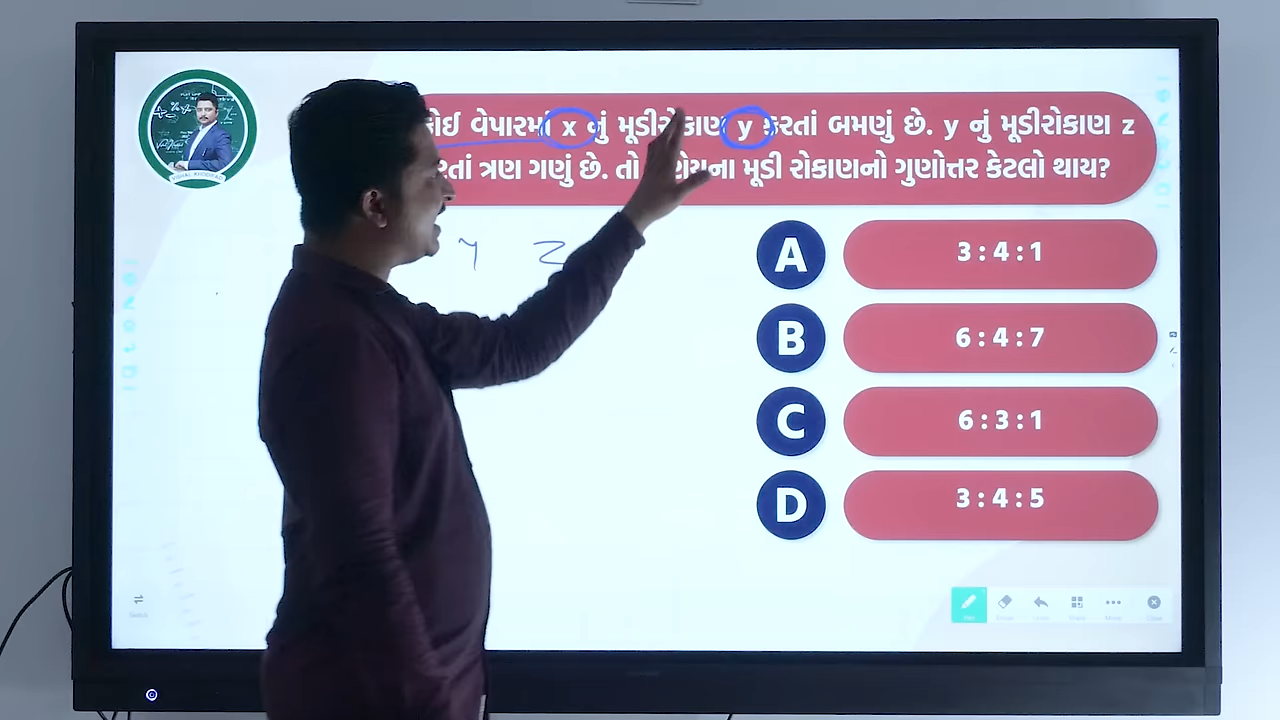 કોઈ વેપારમાં x નું મૂડીરોકાણ y કરતાં બમણું છે. y નું મૂડીરોકાણ z
ત્રણ ગણું છે. તો મૂડી રોકાણનો ગુણોત્તર કેટલો થાય?
y z
A 3:4:1
B 6:4:7
C 6:3:1
D 3:4:5